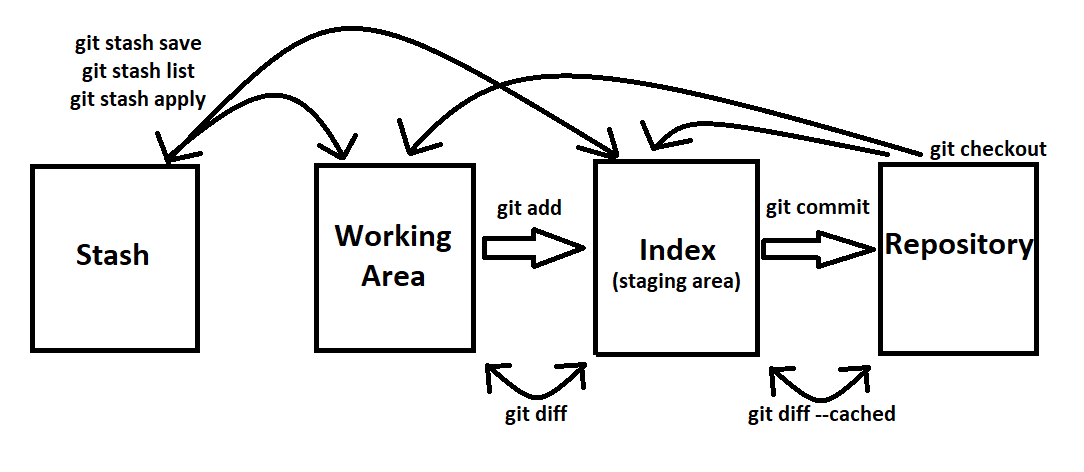 git stash save
git stash list
git stash apply
git checkout
git add
git commit
Stash
Working
Area
Index
(staging area)
Repository
git diff
git diff --cached